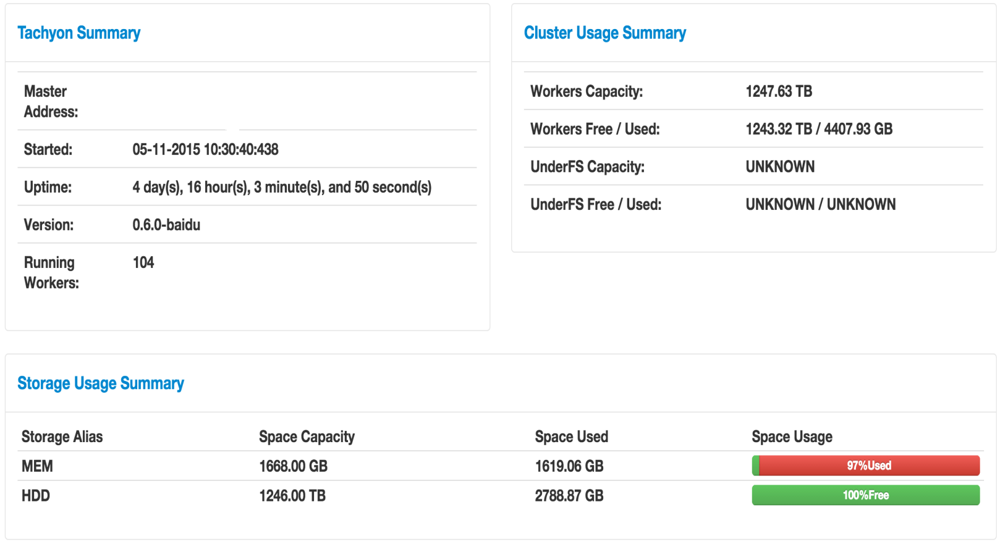 Tachyon Summary
Master
Address:
Started: 05-11-2015 10:30:40:438
Uptime: 4 day(s), 16 hour(s), 3 minute(s), and 50 second(s)
Version: 0.6.0-baidu
Running 104
Workers:
Cluster Usage Summary
Workers Capacity: 1247.63 TB
Workers Free / Used: 1243.32 TB / 4407.93 GB
UnderFS Capacity: UNKNOWN
UnderFS Free / Used: UNKNOWN / UNKNOWN
Storage Usage Summary
Storage Alias Space Capacity Space Used Space Usage
MEM 1668.00 GB 1619.06 GB 97%Used
HDD 1246.00 TB 2788.87 GB 100%Free